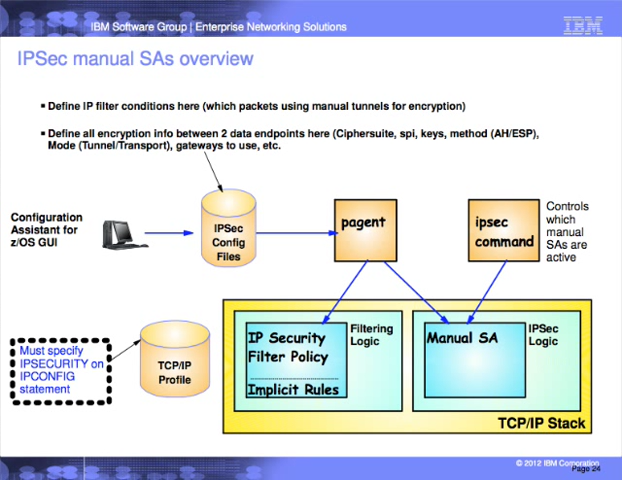 IBM Software Group | Enterprise Networking Solutions
IBM
IPSec manual SAs overview
Define IP filter conditions here (which packets using manual tunnels for encryption)
Define all encryption info between 2 data endpoints here (Ciphersuite, spi, keys, method (AH/ESP),
Mode (Tunnel/Transport), gateways to use, etc.
Configuration
Assistant for
z/OS GUI
IPSec
Config
Files
pagent
ipsec
command
Controls
which
manual
SAs are
active
Must specify
IPSECURITY on
IPCONFIG
statement
TCP/IP
Profile
IP Security
Filter Policy
Implicit Rules
Filtering
Logic
Manual SA
IPSec
Logic
TCP/IP Stack
© 2012 IBM Corporation
Page 24